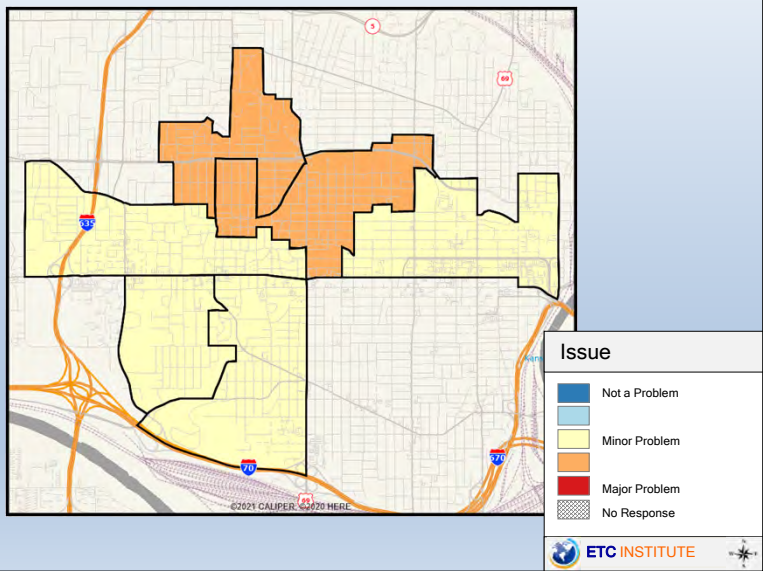 5
69
635
Issue
Not a Problem
Minor Problem
Major Problem
No Response
70
670
69
©2021 CALIPER, ©2020 HERE
ETC INSTITUTE